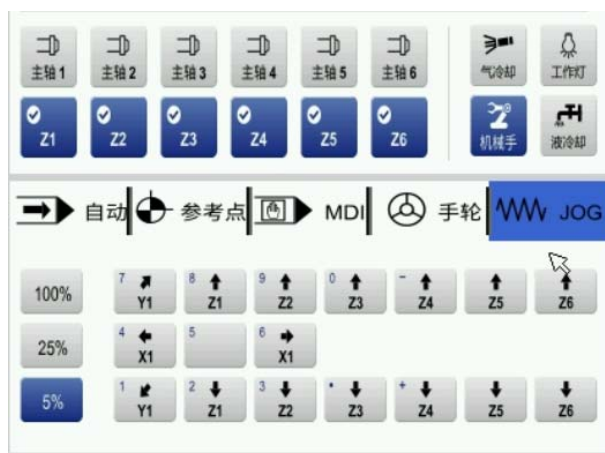 主轴 1 主轴 2 主轴 3 主轴 4 主轴 5 主轴 6 气冷却 工作灯
Z1 Z2 Z3 Z4 Z5 Z6 机械手 液冷却
自动 参考点 MDI 手轮 JOG
100% 7 Y1 8 Z1 9 Z2 0 Z3 - Z4 Z5 Z6
25% 4 X1 5 6 X1
5% 1 Y1 2 Z1 3 Z2 • Z3 + Z4 Z5 Z6